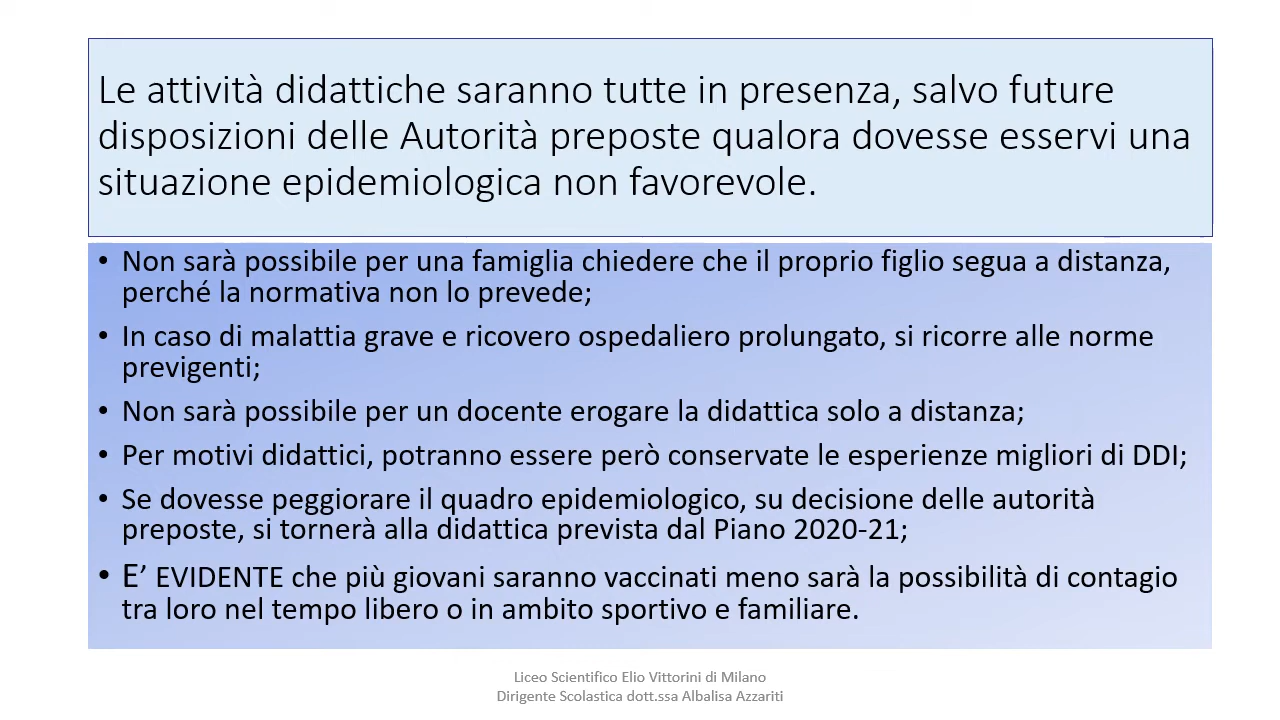 Le attività didattiche saranno tutte in presenza, salvo future
disposizioni delle Autorità preposte qualora dovesse esservi una
situazione epidemiologica non favorevole.
• Non sarà possibile per una famiglia chiedere che il proprio figlio segua a distanza,
perché la normativa non lo prevede;
• In caso di malattia grave e ricovero ospedaliero prolungato, si ricorre alle norme
previgenti;
• Non sarà possibile per un docente erogare la didattica solo a distanza;
• Per motivi didattici, potranno essere però conservate le esperienze migliori di DDI;
• Se dovesse peggiorare il quadro epidemiologico, su decisione delle autorità
preposte, si tornerà alla didattica prevista dal Piano 2020-21;
• E’ EVIDENTE che più giovani saranno vaccinati meno sarà la possibilità di contagio
tra loro nel tempo libero o in ambito sportivo e familiare.
Liceo Scientifico Elio Vittorini di Milano
Dirigente Scolastica dott.ssa Albalisa Azzariti